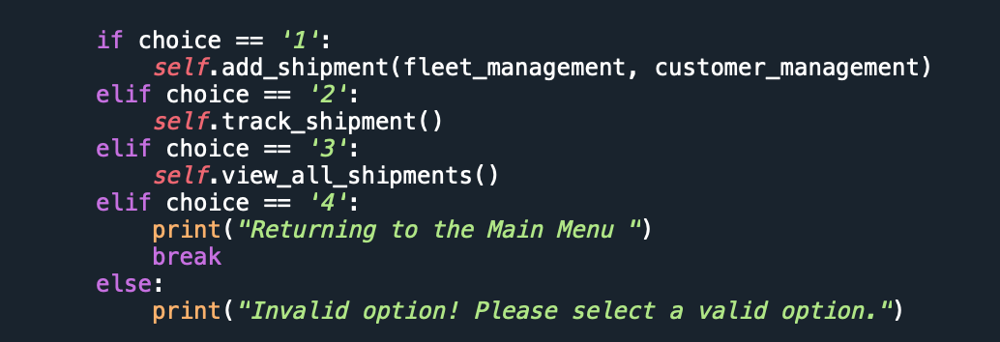 if choice == '1':
    self.add_shipment(fleet_management, customer_management)
elif choice == '2':
    self.track_shipment()
elif choice == '3':
    self.view_all_shipments()
elif choice == '4':
    print("Returning to the Main Menu ")
    break
else:
    print("Invalid option! Please select a valid option.")